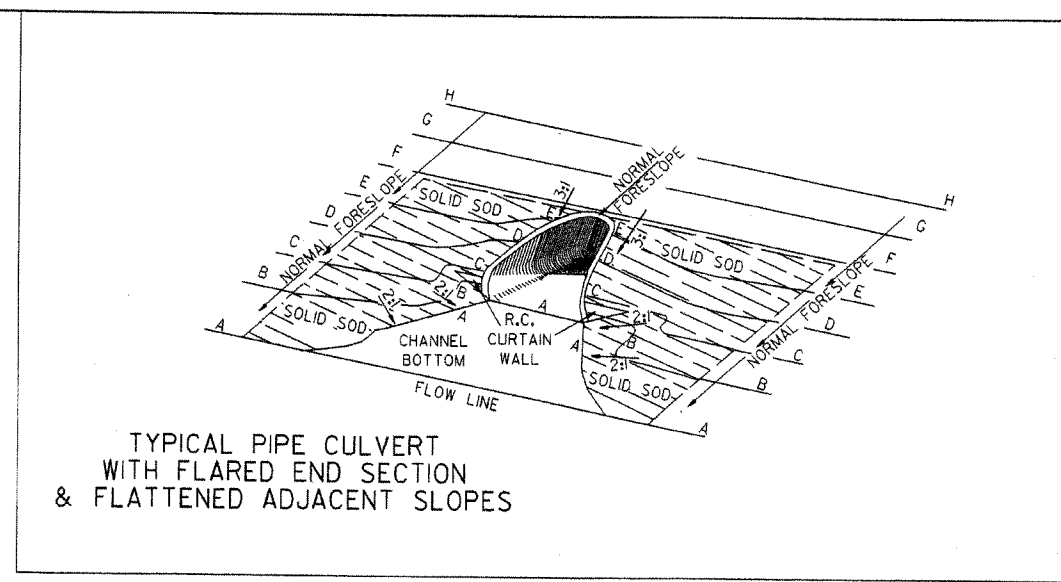 H
G
F
E
D
C
B
A
NORMAL FORESLOPE
SOLID SOD
SOLID SOD
NORMAL
FORESLOPE
3:1
E
D
C
B
A
2:1
2:1
A
E
3:1
D
C
B
A
2:1
2:1
SOLID SOD
SOLID SOD
NORMAL FORESLOPE
H
G
F
E
D
C
B
A
R.C.
CURTAIN
WALL
CHANNEL
BOTTOM
FLOW LINE
TYPICAL PIPE CULVERT
WITH FLARED END SECTION
& FLATTENED ADJACENT SLOPES